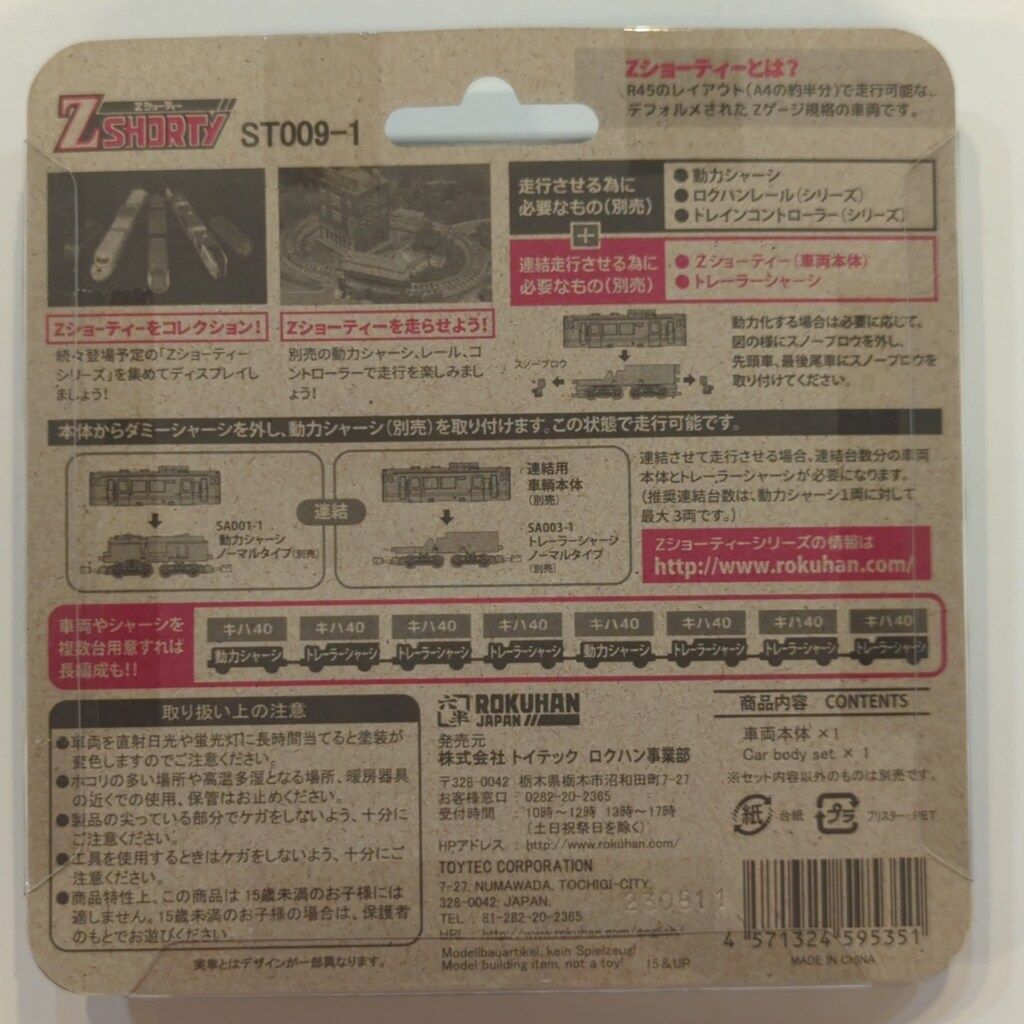 Zショーティー
Z SHORTY ST009-1
Zショーティーとは?
R45のレイアウト(A4の約半分)で走行可能な、
デフォルメされた Zゲージ規格の車両です。
走行させる為に
必要なもの(別売)
●動力シャーシ
●ロクハンレール(シリーズ)
●トレインコントローラー(シリーズ)
+
連結走行させる為に
必要なもの(別売)
●Zショーティー(車両本体)
●トレーラーシャーシ
Zショーティーをコレクション!
続々登場予定の「Zショーティー
シリーズ」を集めてディスプレイし
ましょう!
Zショーティーを走らせよう!
別売の動力シャーシ、レール、コ
ントローラーで走行を楽しみまし
ょう!
スノープロウ
動力化する場合は必要に応じて、
図の様にスノープロウを外し、
先頭車、最後尾車にスノープロウを
取り付けてください。
本体からダミーシャーシを外し、動力シャーシ(別売)を取り付けます。この状態で走行可能です。
SA001-1
動力シャーシ
ノーマルタイプ(別売)
連結
連結用
車輌本体
(別売)
SA003-1
トレーラーシャーシ
ノーマルタイプ
(別売)
連結させて走行させる場合、連結台数分の車両
本体とトレーラーシャーシが必要になります。
(推奨連結台数は、動力シャーシ1両に対して
最大 3両です。)
Zショーティーシリーズの情報は
http://www.rokuhan.com/
車両やシャーシを
複数台用意すれば
長編成も!!
キハ40 キハ40 キハ40 キハ40 キハ40 キハ40 キハ40 キハ40
動力シャーシ トレーラーシャーシ トレーラーシャーシ トレーラーシャーシ 動力シャーシ トレーラーシャーシ トレーラーシャーシ トレーラーシャーシ
取り扱い上の注意
●車両を直射日光や蛍光灯に長時間当てると塗装が
変色しますのでご注意ください。
●ホコリの多い場所や高温多湿となる場所、暖房器具
の近くでの使用、保管はお止めください。
●製品の尖っている部分でケガをしないよう、十分に
ご注意ください。
●工具を使用するときはケガをしないよう、十分にご
注意ください。
●商品特性上、この商品は 15歳未満のお子様には
適しません。15歳未満のお子様の場合は、保護者
のもとでお遊びください。
実車とはデザインが一部異なります。
六半 ROKUHAN
JAPAN
発売元
株式会社 トイテック ロクハン事業部
〒328-0042 栃木県栃木市沼和田町7-27
お客様窓口 : 0282-20-2365
受付時間 : 10時〜12時 13時〜17時
(土日祝祭日を除く)
HPアドレス : http://www.rokuhan.com/
TOYTEC CORPORATION
7-27, NUMAWADA, TOCHIGI-CITY,
328-0042, JAPAN.
TEL : 81-282-20-2365
URL : http://www.rokuhan.com/english/
230811
Modellbauartikel, kein Spielzeug!
Model building item, not a toy! 15&UP
商品内容 CONTENTS
車両本体 ×1
Car body set × 1
※セット内容以外のものは別売です。
紙 台紙 プラ ブリスター:PET
4 571324 595351
MADE IN CHINA